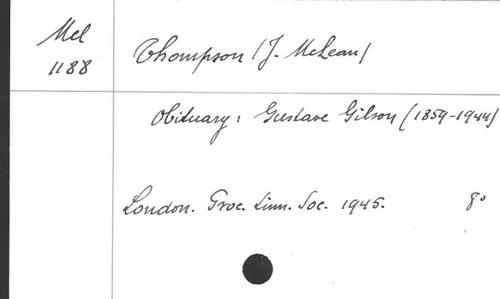 Mel
1188
Thompson (J. McLean)
Obituary: Gustave Gilson (1859-1944)
London. Proc. Linn. Soc. 1945. 8°